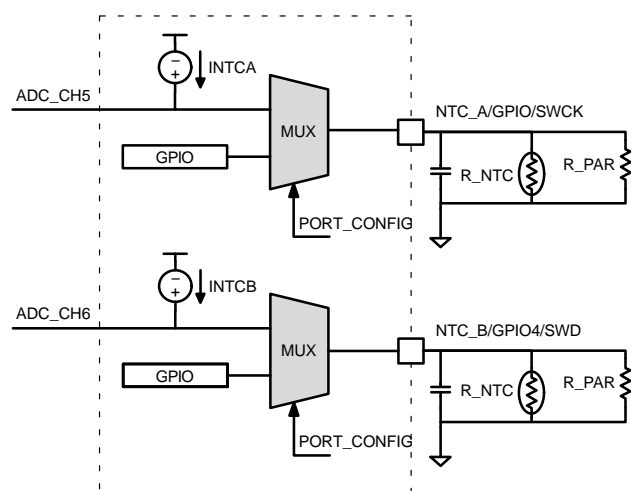 INTCA
ADC_CH5
NTC_A/GPIO/SWCK
MUX
GPIO
R_NTC
R_PAR
PORT_CONFIG
INTCB
ADC_CH6
NTC_B/GPIO4/SWD
MUX
GPIO
R_NTC
R_PAR
PORT_CONFIG